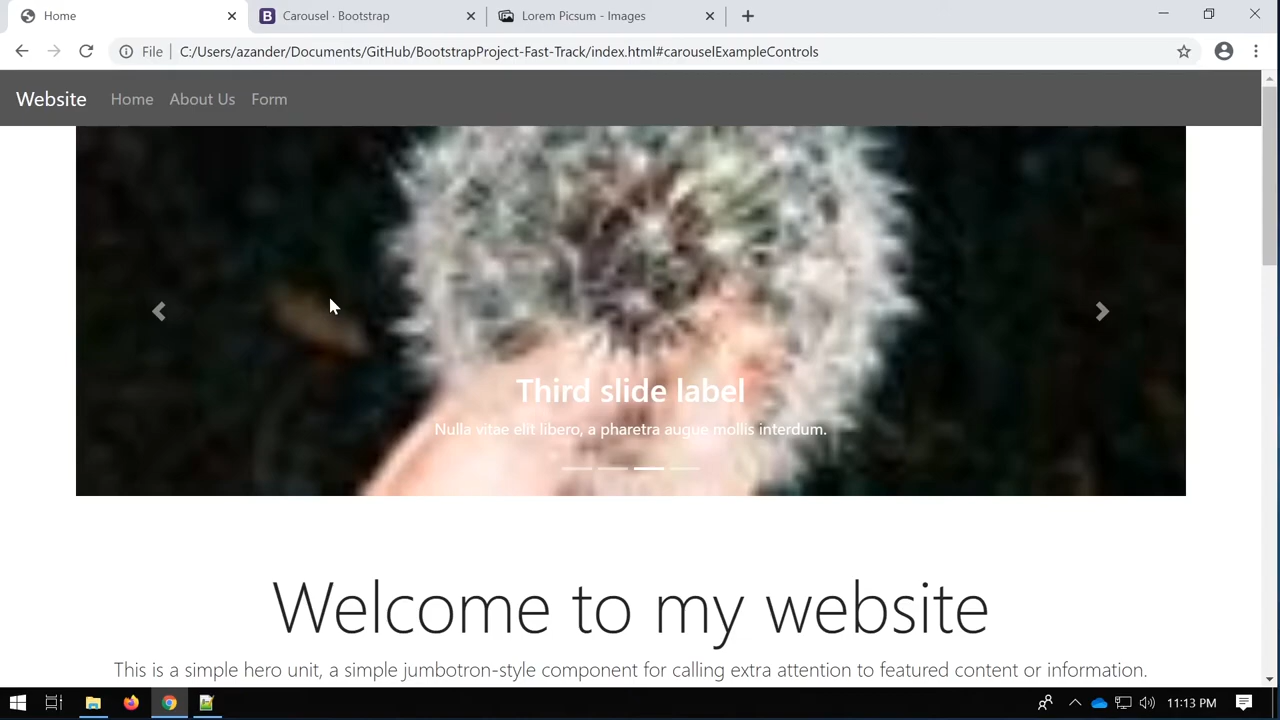 Home
Carousel · Bootstrap
Lorem Picsum - Images
File
C:/Users/azander/Documents/GitHub/BootstrapProject-Fast-Track/index.html#carouselExampleControls
Website
Home
About Us
Form
Third slide label
Nulla vitae elit libero, a pharetra augue mollis interdum.
Welcome to my website
This is a simple hero unit, a simple jumbotron-style component for calling extra attention to featured content or information.
11:13 PM